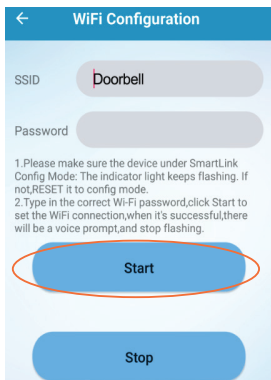 WiFi Configuration
SSID Doorbell
Password
1.Please make sure the device under SmartLink
Config Mode: The indicator light keeps flashing. If
not,RESET it to config mode.
2.Type in the correct Wi-Fi password,click Start to
set the WiFi connection,when it's successful,there
will be a voice prompt,and stop flashing.
Start
Stop